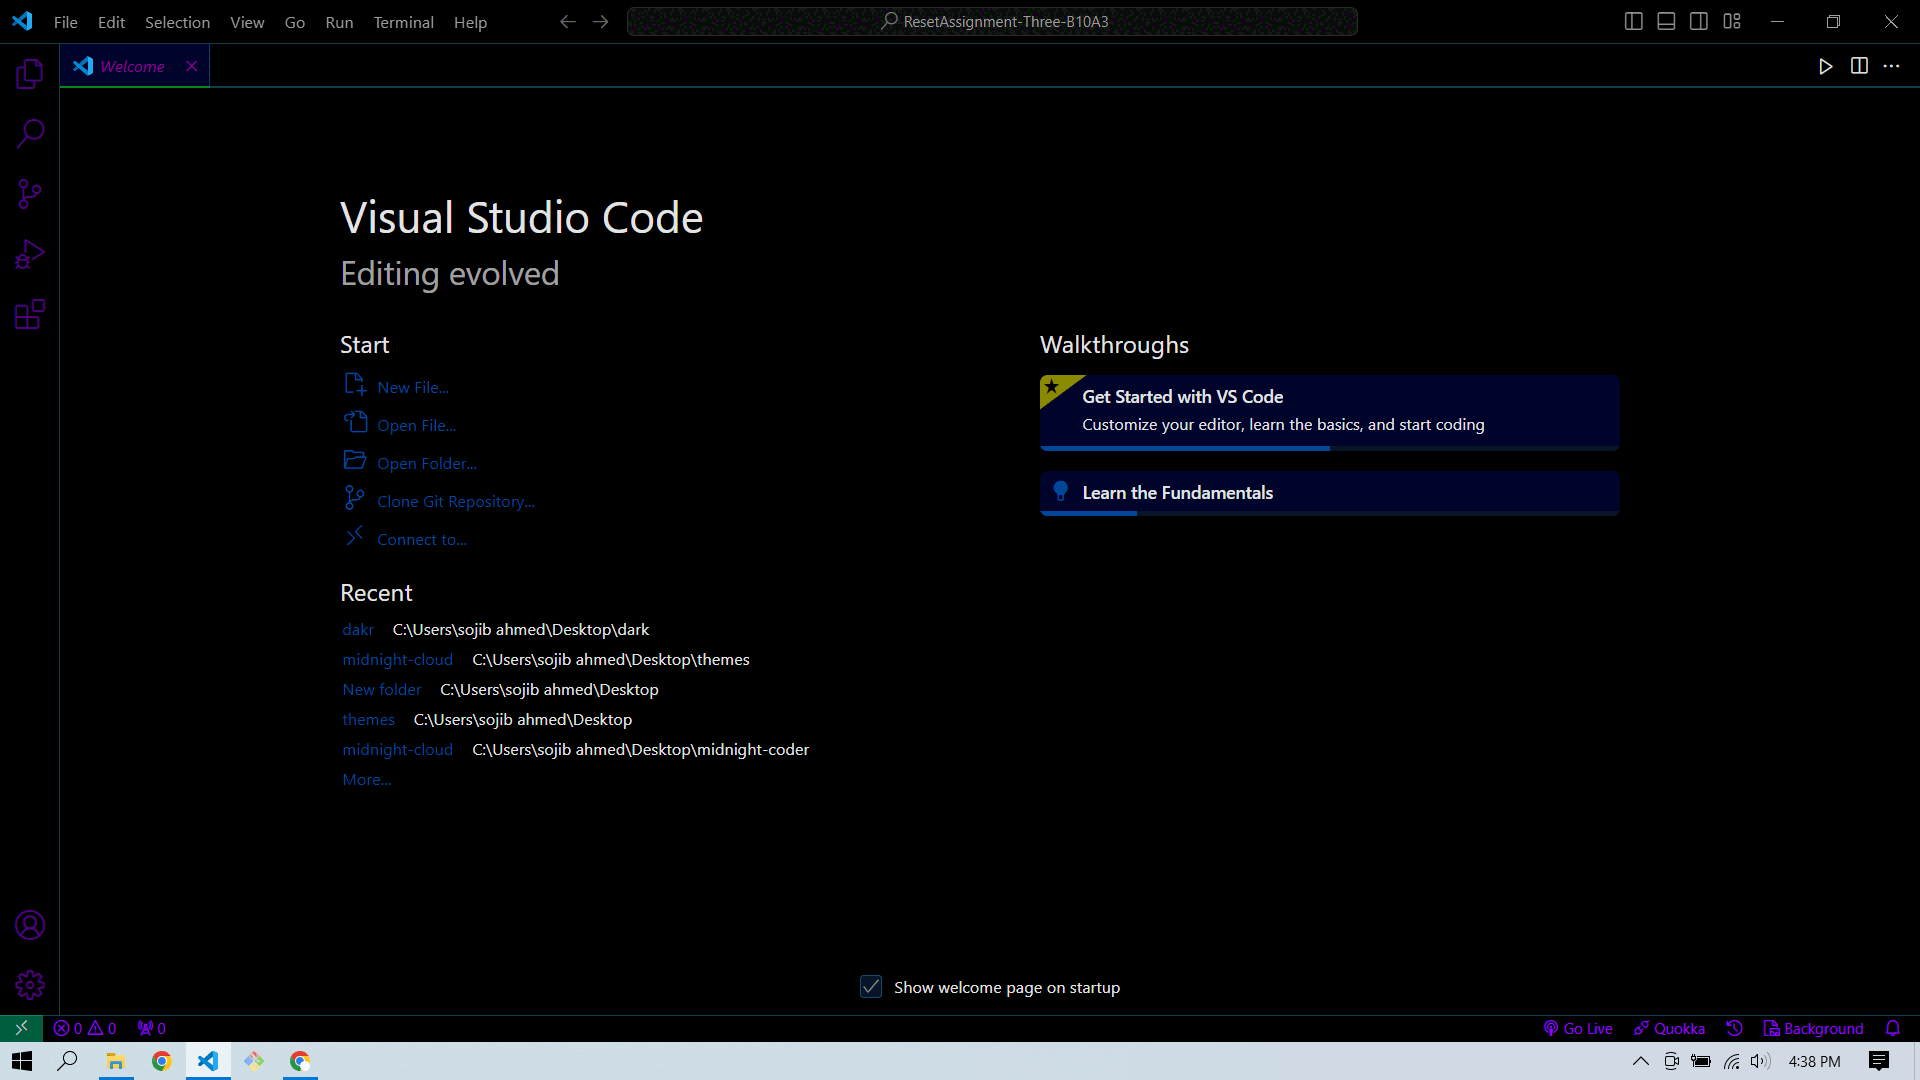 File Edit Selection View Go Run Terminal Help
ResetAssignment-Three-B10A3
Welcome
Visual Studio Code
Editing evolved
Start
New File...
Open File...
Open Folder...
Clone Git Repository...
Connect to...
Recent
dakr C:\Users\sojib ahmed\Desktop\dark
midnight-cloud C:\Users\sojib ahmed\Desktop\themes
New folder C:\Users\sojib ahmed\Desktop
themes C:\Users\sojib ahmed\Desktop
midnight-cloud C:\Users\sojib ahmed\Desktop\midnight-coder
More...
Walkthroughs
Get Started with VS Code
Customize your editor, learn the basics, and start coding
Learn the Fundamentals
Show welcome page on startup
0 0 0
Go Live Quokka Background
4:38 PM